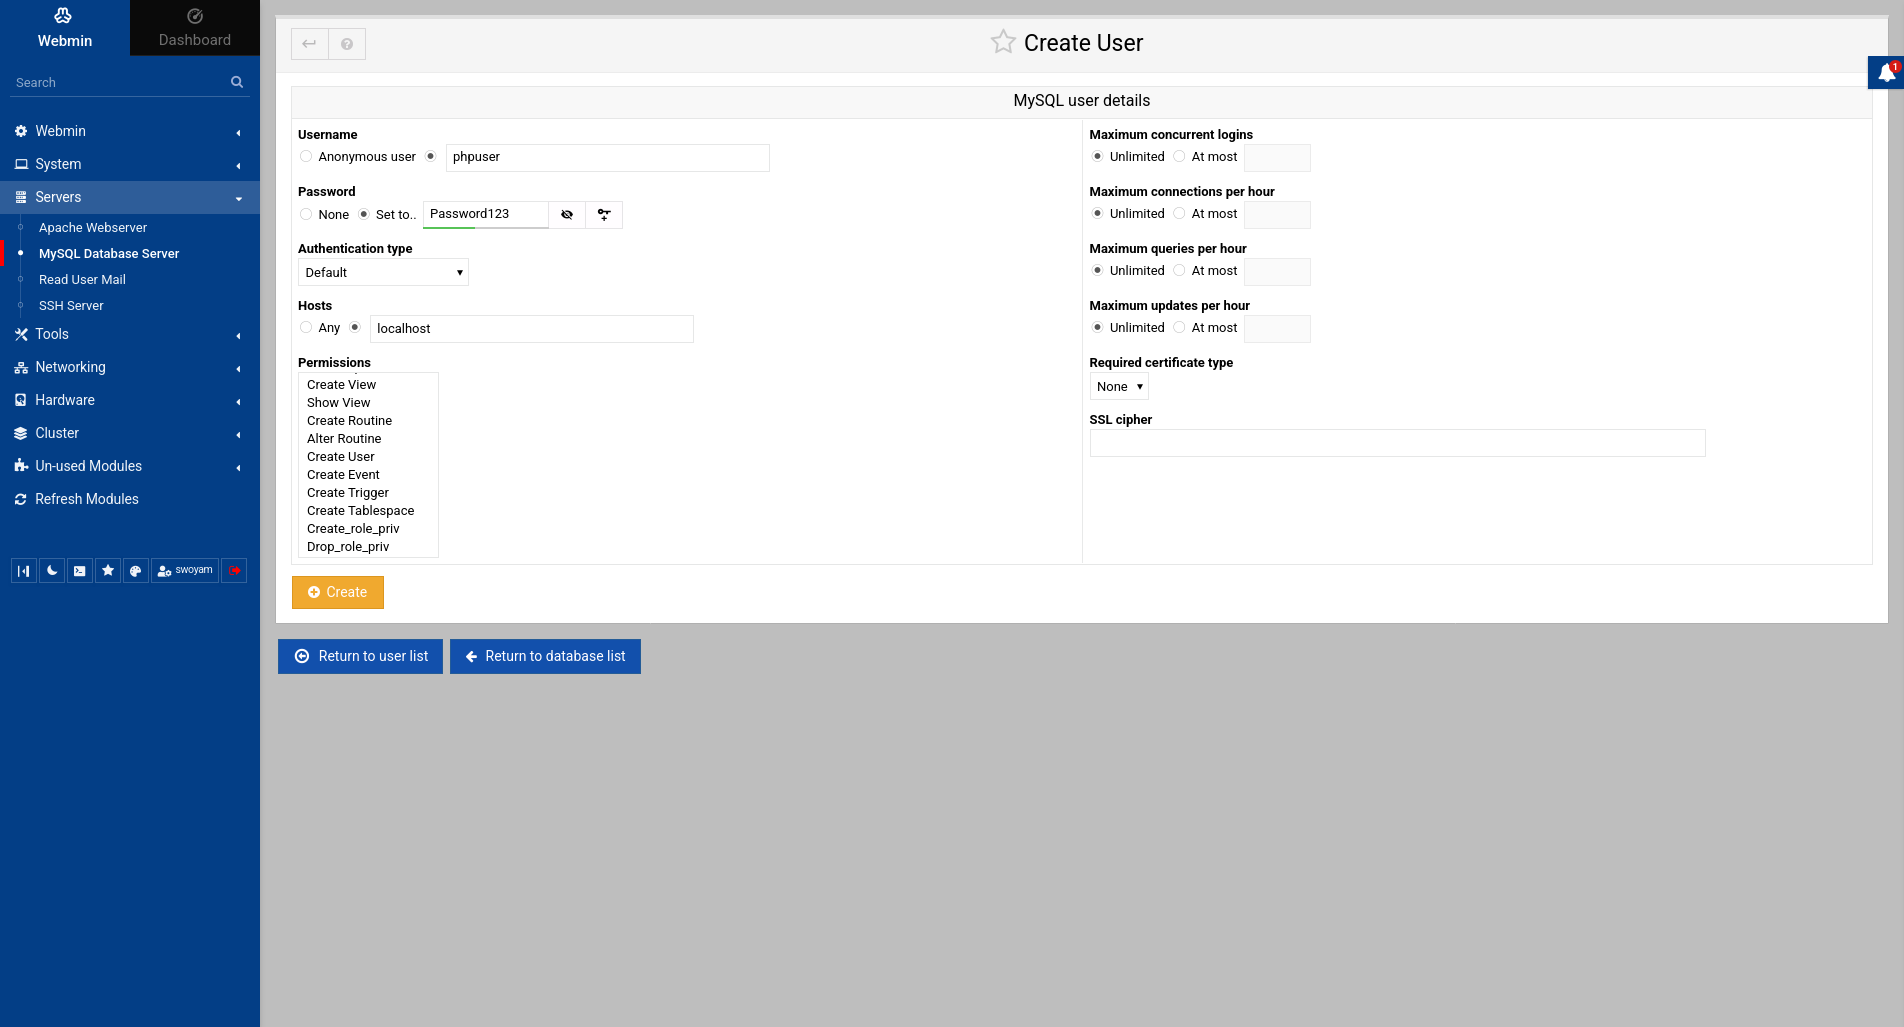 Webmin
Dashboard
Search
Webmin
System
Servers
Apache Webserver
MySQL Database Server
Read User Mail
SSH Server
Tools
Networking
Hardware
Cluster
Un-used Modules
Refresh Modules
swoyam
Create User
1
MySQL user details
Username
Anonymous user phpuser
Password
None Set to.. Password123
Authentication type
Default
Hosts
Any localhost
Permissions
Create View
Show View
Create Routine
Alter Routine
Create User
Create Event
Create Trigger
Create Tablespace
Create_role_priv
Drop_role_priv
Maximum concurrent logins
Unlimited At most
Maximum connections per hour
Unlimited At most
Maximum queries per hour
Unlimited At most
Maximum updates per hour
Unlimited At most
Required certificate type
None
SSL cipher
Create
Return to user list
Return to database list